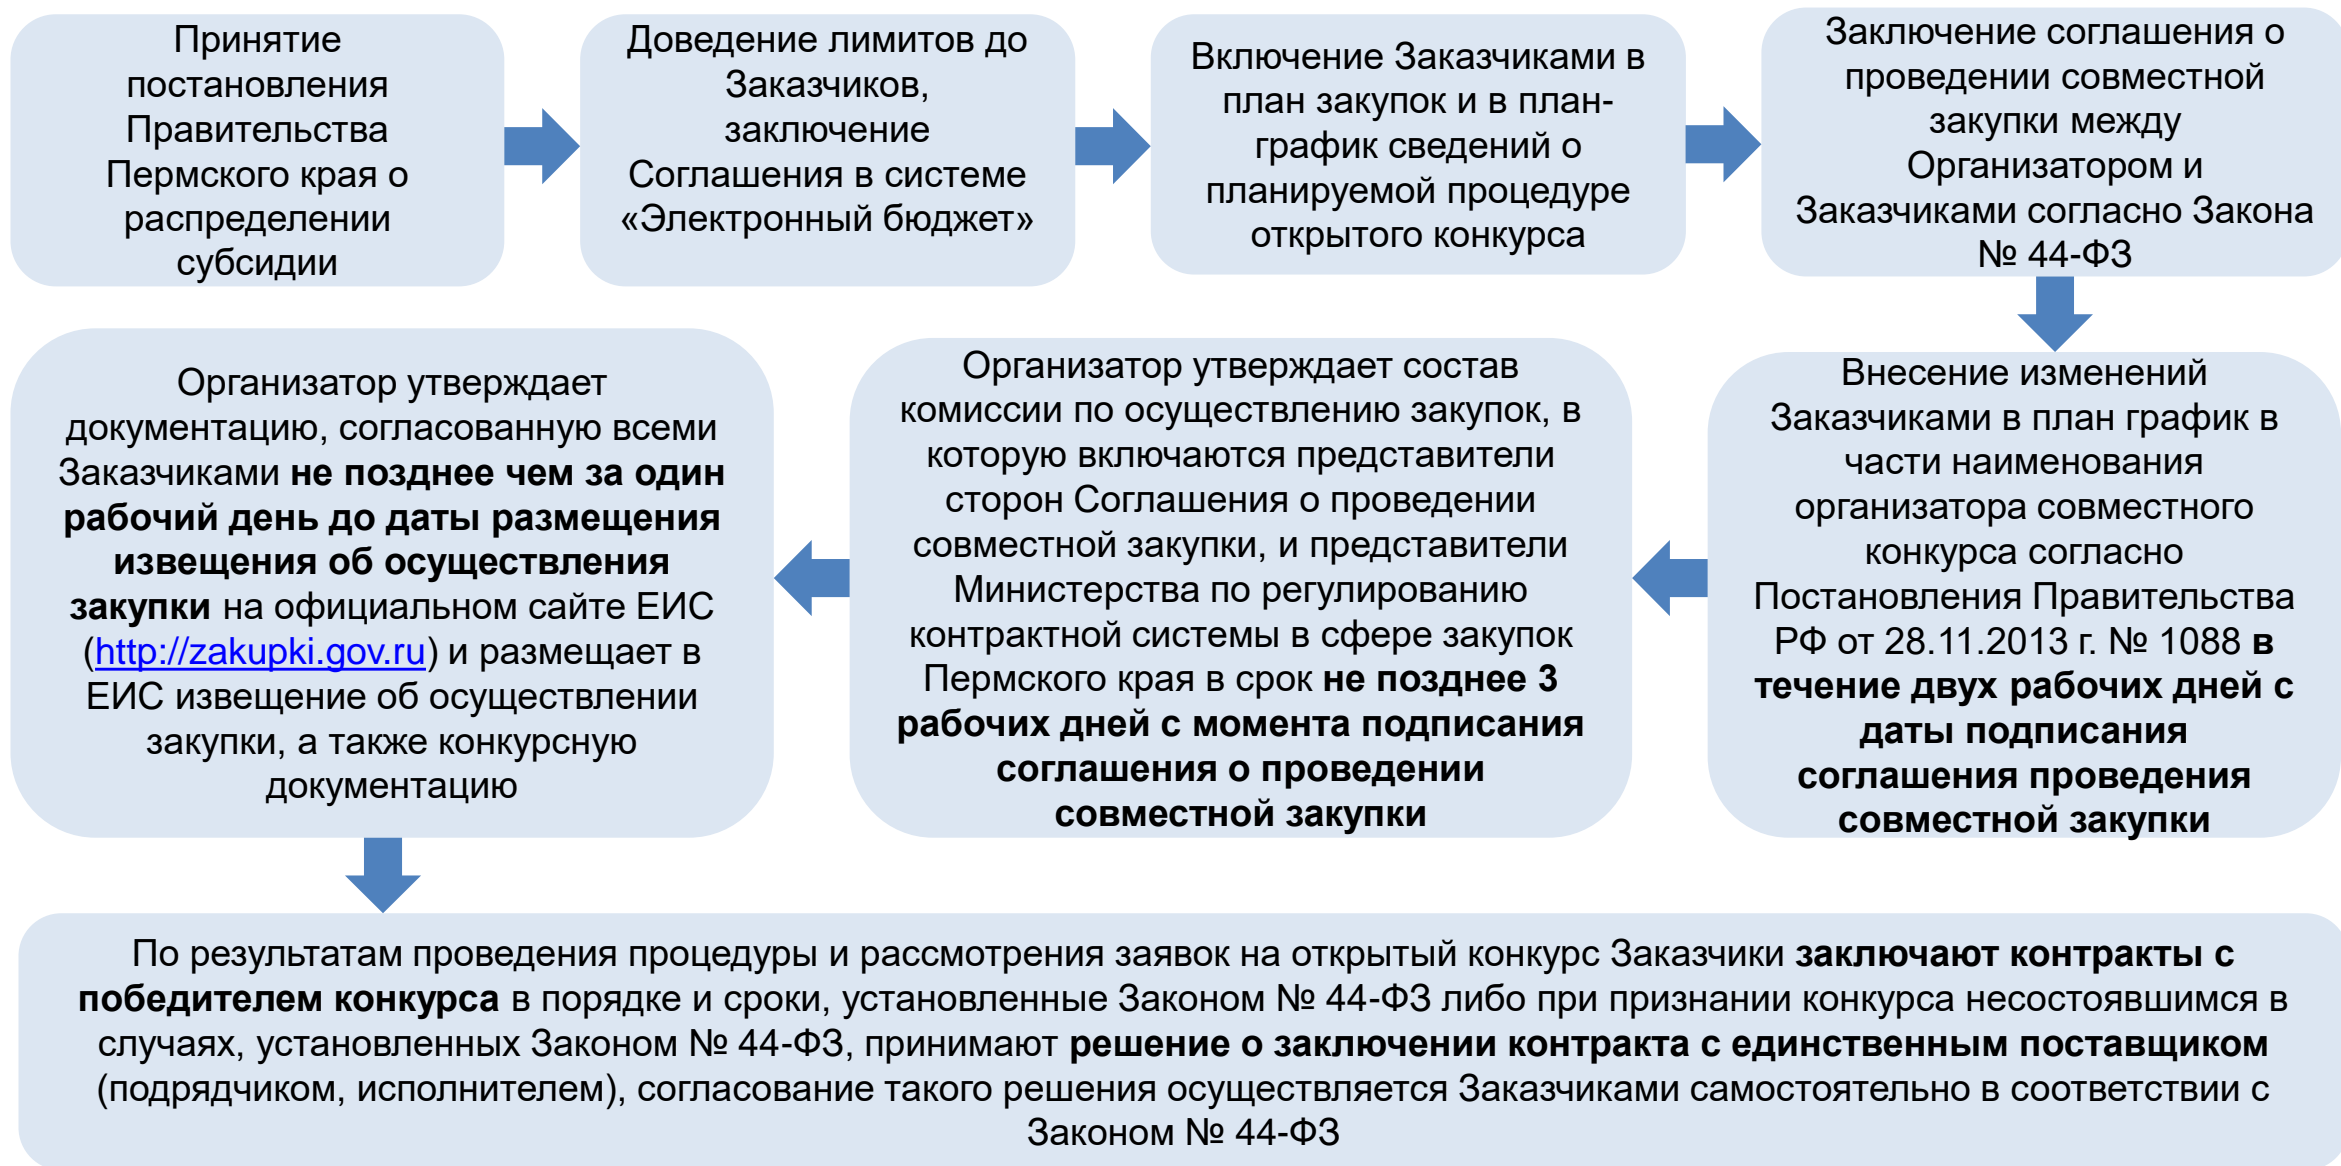 Принятие
постановления
Правительства
Пермского края о
распределении
субсидии
Доведение лимитов до
Заказчиков,
заключение
Соглашения в системе
«Электронный бюджет»
Включение Заказчиками в
план закупок и в план-
график сведений о
планируемой процедуре
открытого конкурса
Заключение соглашения о
проведении совместной
закупки между
Организатором и
Заказчиками согласно Закона
№ 44-ФЗ
Внесение изменений
Заказчиками в план график в
части наименования
организатора совместного
конкурса согласно
Постановления Правительства
РФ от 28.11.2013 г. № 1088 в
течение двух рабочих дней с
даты подписания
соглашения проведения
совместной закупки
Организатор утверждает состав
комиссии по осуществлению закупок, в
которую включаются представители
сторон Соглашения о проведении
совместной закупки, и представители
Министерства по регулированию
контрактной системы в сфере закупок
Пермского края в срок не позднее 3
рабочих дней с момента подписания
соглашения о проведении
совместной закупки
Организатор утверждает
документацию, согласованную всеми
Заказчиками не позднее чем за один
рабочий день до даты размещения
извещения об осуществления
закупки на официальном сайте ЕИС
(http://zakupki.gov.ru) и размещает в
ЕИС извещение об осуществлении
закупки, а также конкурсную
документацию
По результатам проведения процедуры и рассмотрения заявок на открытый конкурс Заказчики заключают контракты с
победителем конкурса в порядке и сроки, установленные Законом № 44-ФЗ либо при признании конкурса несостоявшимся в
случаях, установленных Законом № 44-ФЗ, принимают решение о заключении контракта с единственным поставщиком
(подрядчиком, исполнителем), согласование такого решения осуществляется Заказчиками самостоятельно в соответствии с
Законом № 44-ФЗ